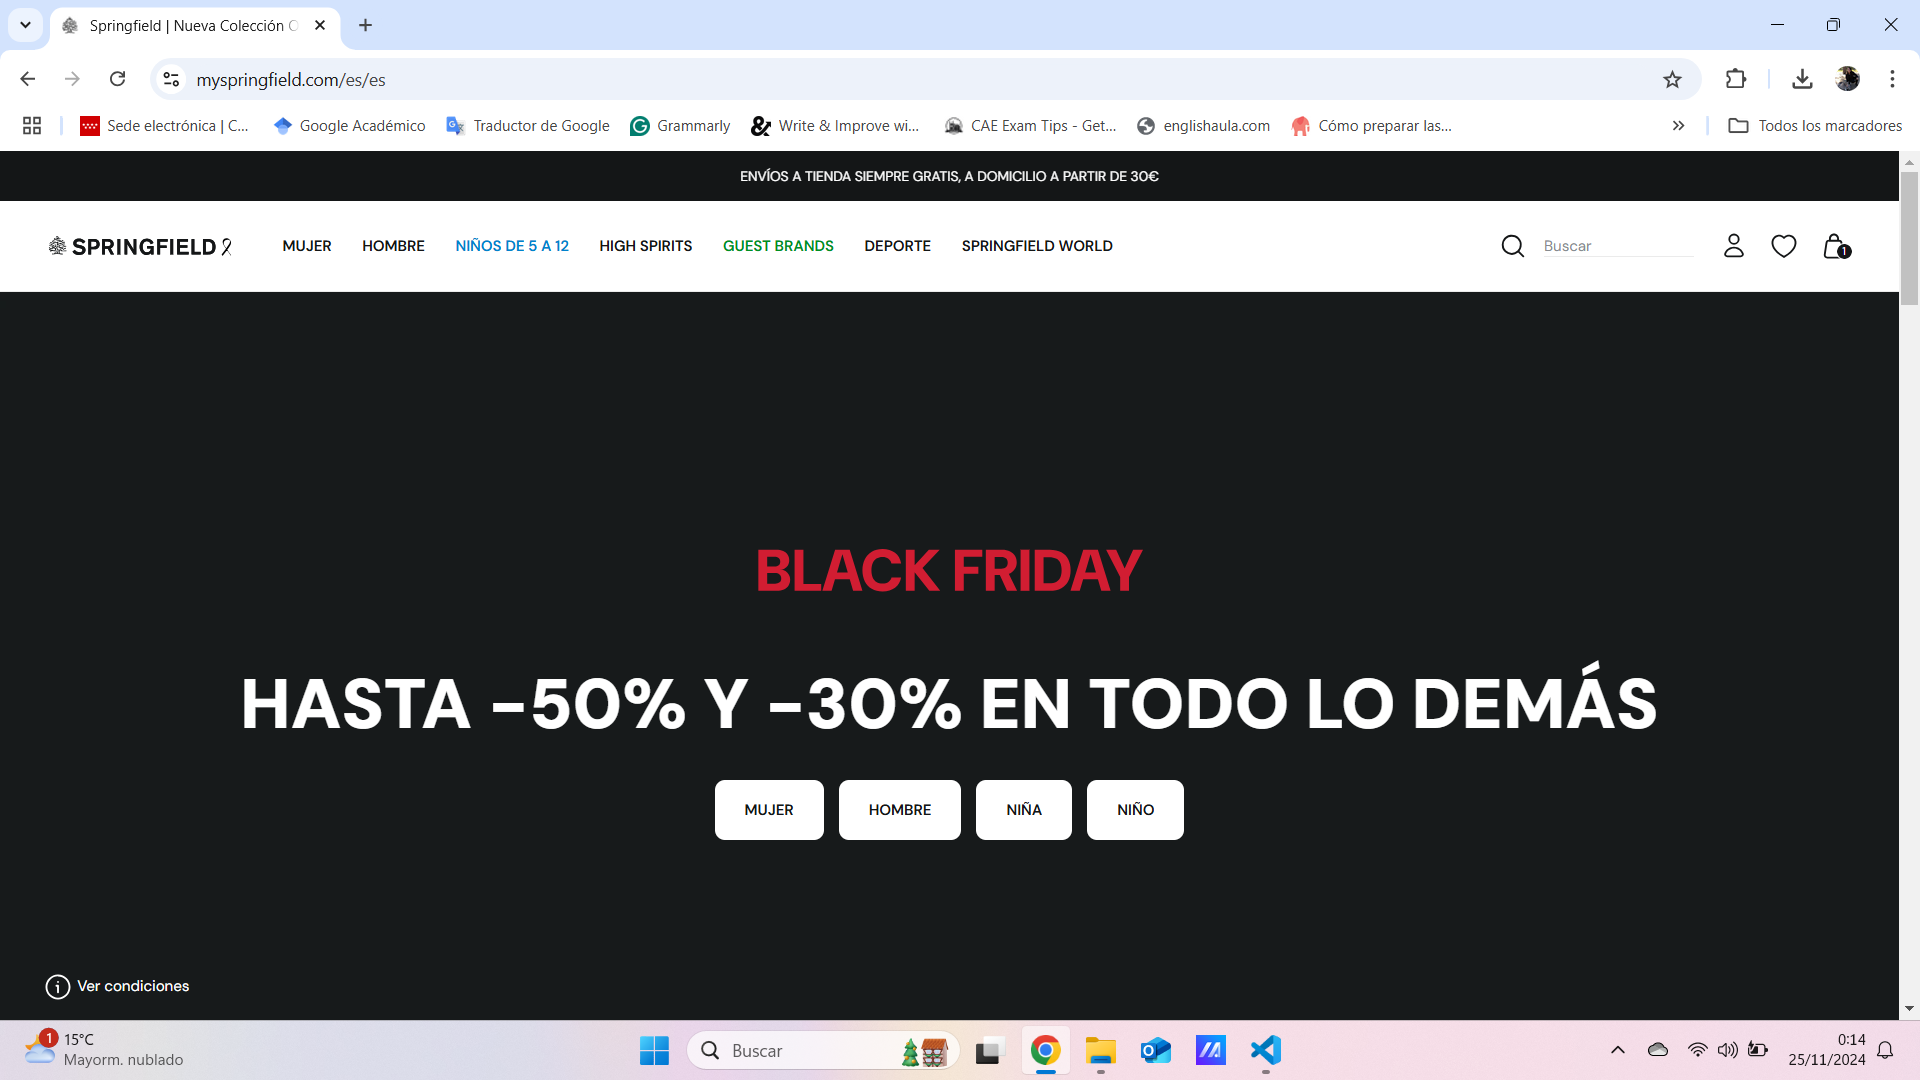 Springfield | Nueva Colección
myspringfield.com/es/es
Sede electrónica | C...
Google Académico
Traductor de Google
Grammarly
Write & Improve wi...
CAE Exam Tips - Get...
englishaula.com
Cómo preparar las...
Todos los marcadores
ENVÍOS A TIENDA SIEMPRE GRATIS, A DOMICILIO A PARTIR DE 30€
SPRINGFIELD
MUJER
HOMBRE
NIÑOS DE 5 A 12
HIGH SPIRITS
GUEST BRANDS
DEPORTE
SPRINGFIELD WORLD
Buscar
1
BLACK FRIDAY
HASTA -50% Y -30% EN TODO LO DEMÁS
MUJER
HOMBRE
NIÑA
NIÑO
Ver condiciones
1
15°C
Mayorm. nublado
Buscar
0:14
25/11/2024